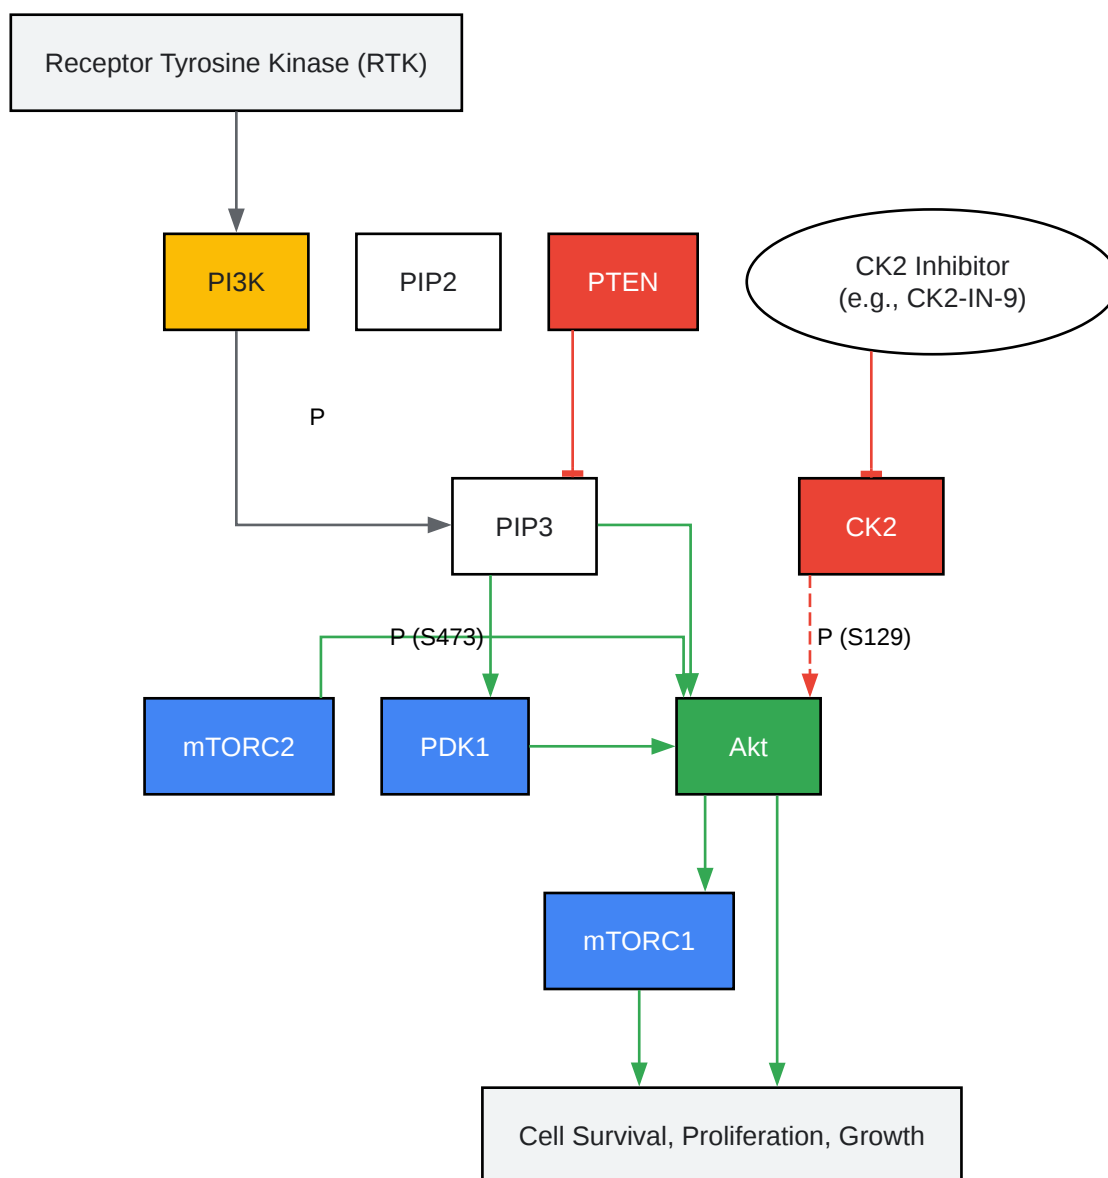 Receptor Tyrosine Kinase (RTK)
PI3K
PIP2
PTEN
CK2 Inhibitor
(e.g., CK2-IN-9)
P
PIP3
CK2
P (S473)
P (S129)
mTORC2
PDK1
Akt
mTORC1
Cell Survival, Proliferation, Growth